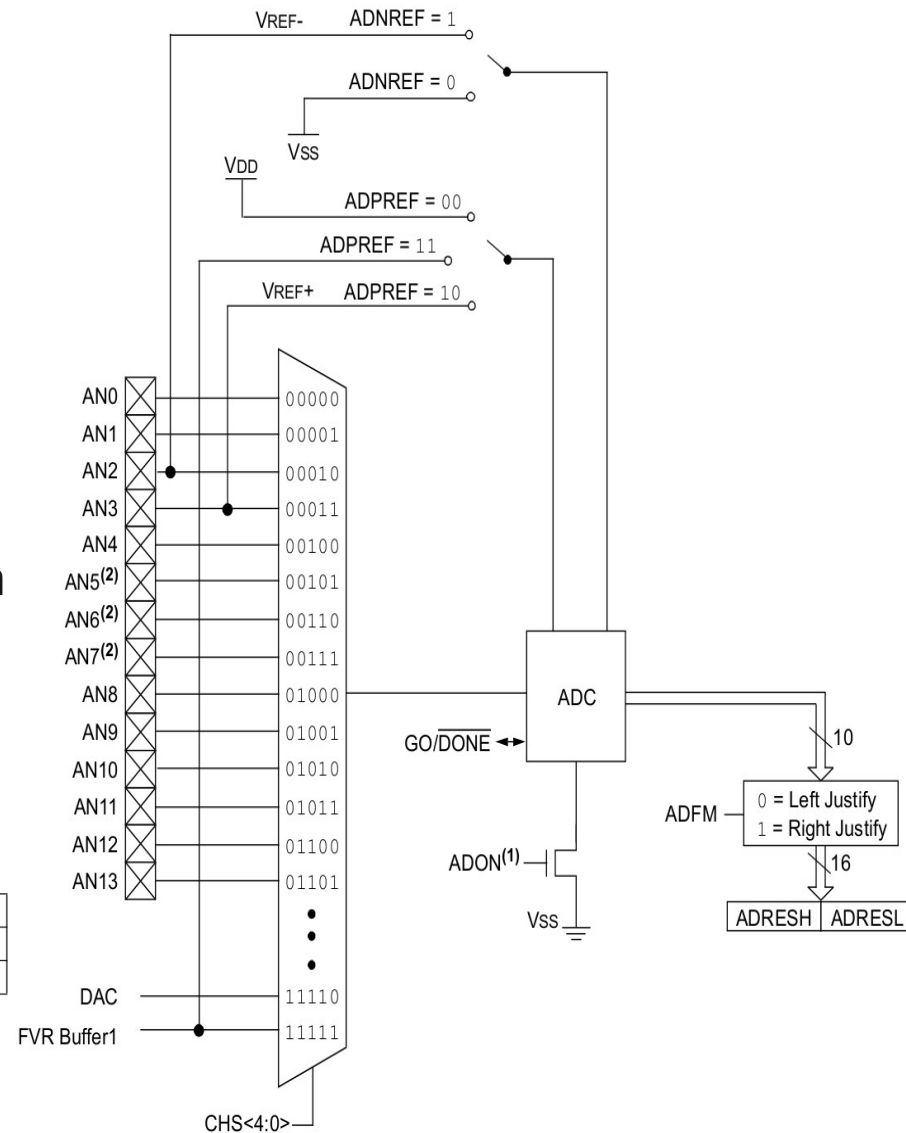 VREF- ADNREF = 1
ADNREF = 0
VSS
VDD
ADPREF = 00
ADPREF = 11
VREF+ ADPREF = 10
AN0 00000
AN1 00001
AN2 00010
AN3 00011
AN4 00100
AN5(2) 00101
AN6(2) 00110
AN7(2) 00111
AN8 01000
AN9 01001
AN10 01010
AN11 01011
AN12 01100
AN13 01101
DAC 11110
FVR Buffer1 11111
CHS<4:0>
ADC
GO/DONE
ADON(1)
VSS
10
ADFM
0 = Left Justify
1 = Right Justify
16
ADRESH ADRESL